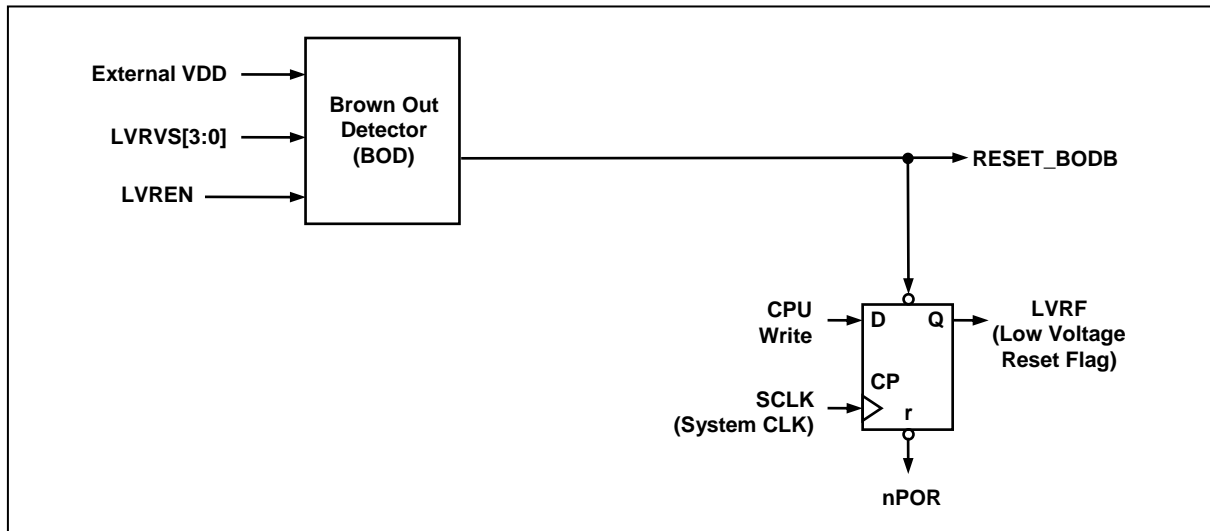 External VDD
LVRVS[3:0]
LVREN
Brown Out
Detector
(BOD)
RESET_BODB
CPU
Write
D
Q
LVRF
(Low Voltage
Reset Flag)
CP
SCLK
(System CLK)
r
nPOR